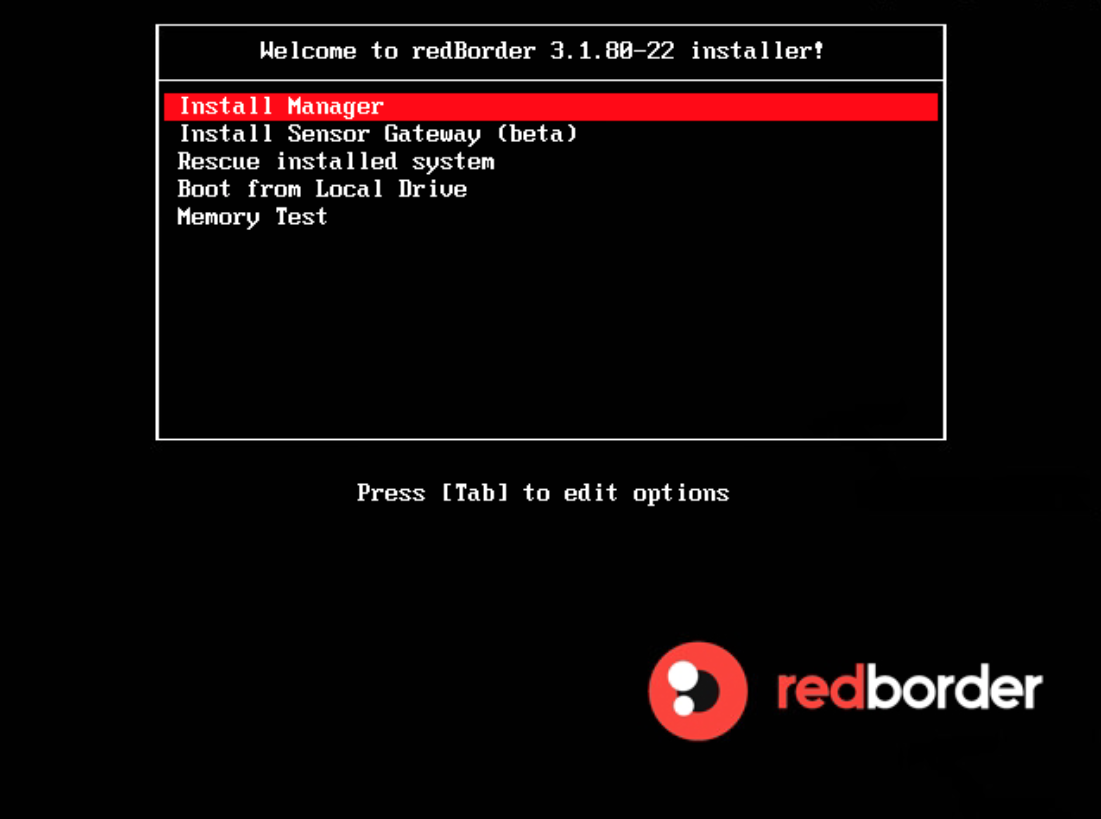 Welcome to redBorder 3.1.80-22 installer!
Install Manager
Install Sensor Gateway (beta)
Rescue installed system
Boot from Local Drive
Memory Test
Press [Tab] to edit options
redborder